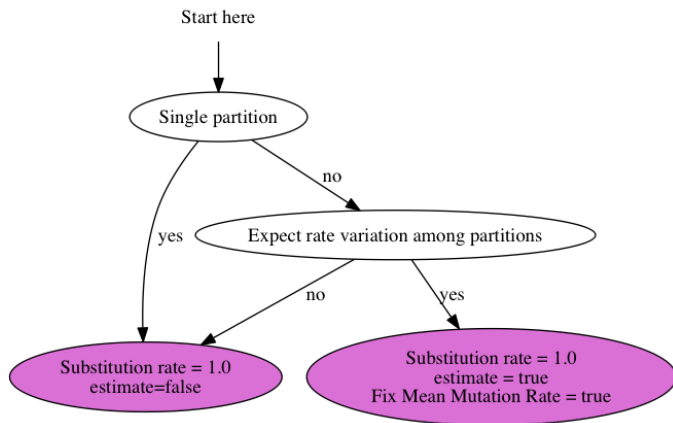 Start here
Single partition
no
yes
Expect rate variation among partitions
no
yes
Substitution rate = 1.0
estimate=false
Substitution rate = 1.0
estimate = true
Fix Mean Mutation Rate = true